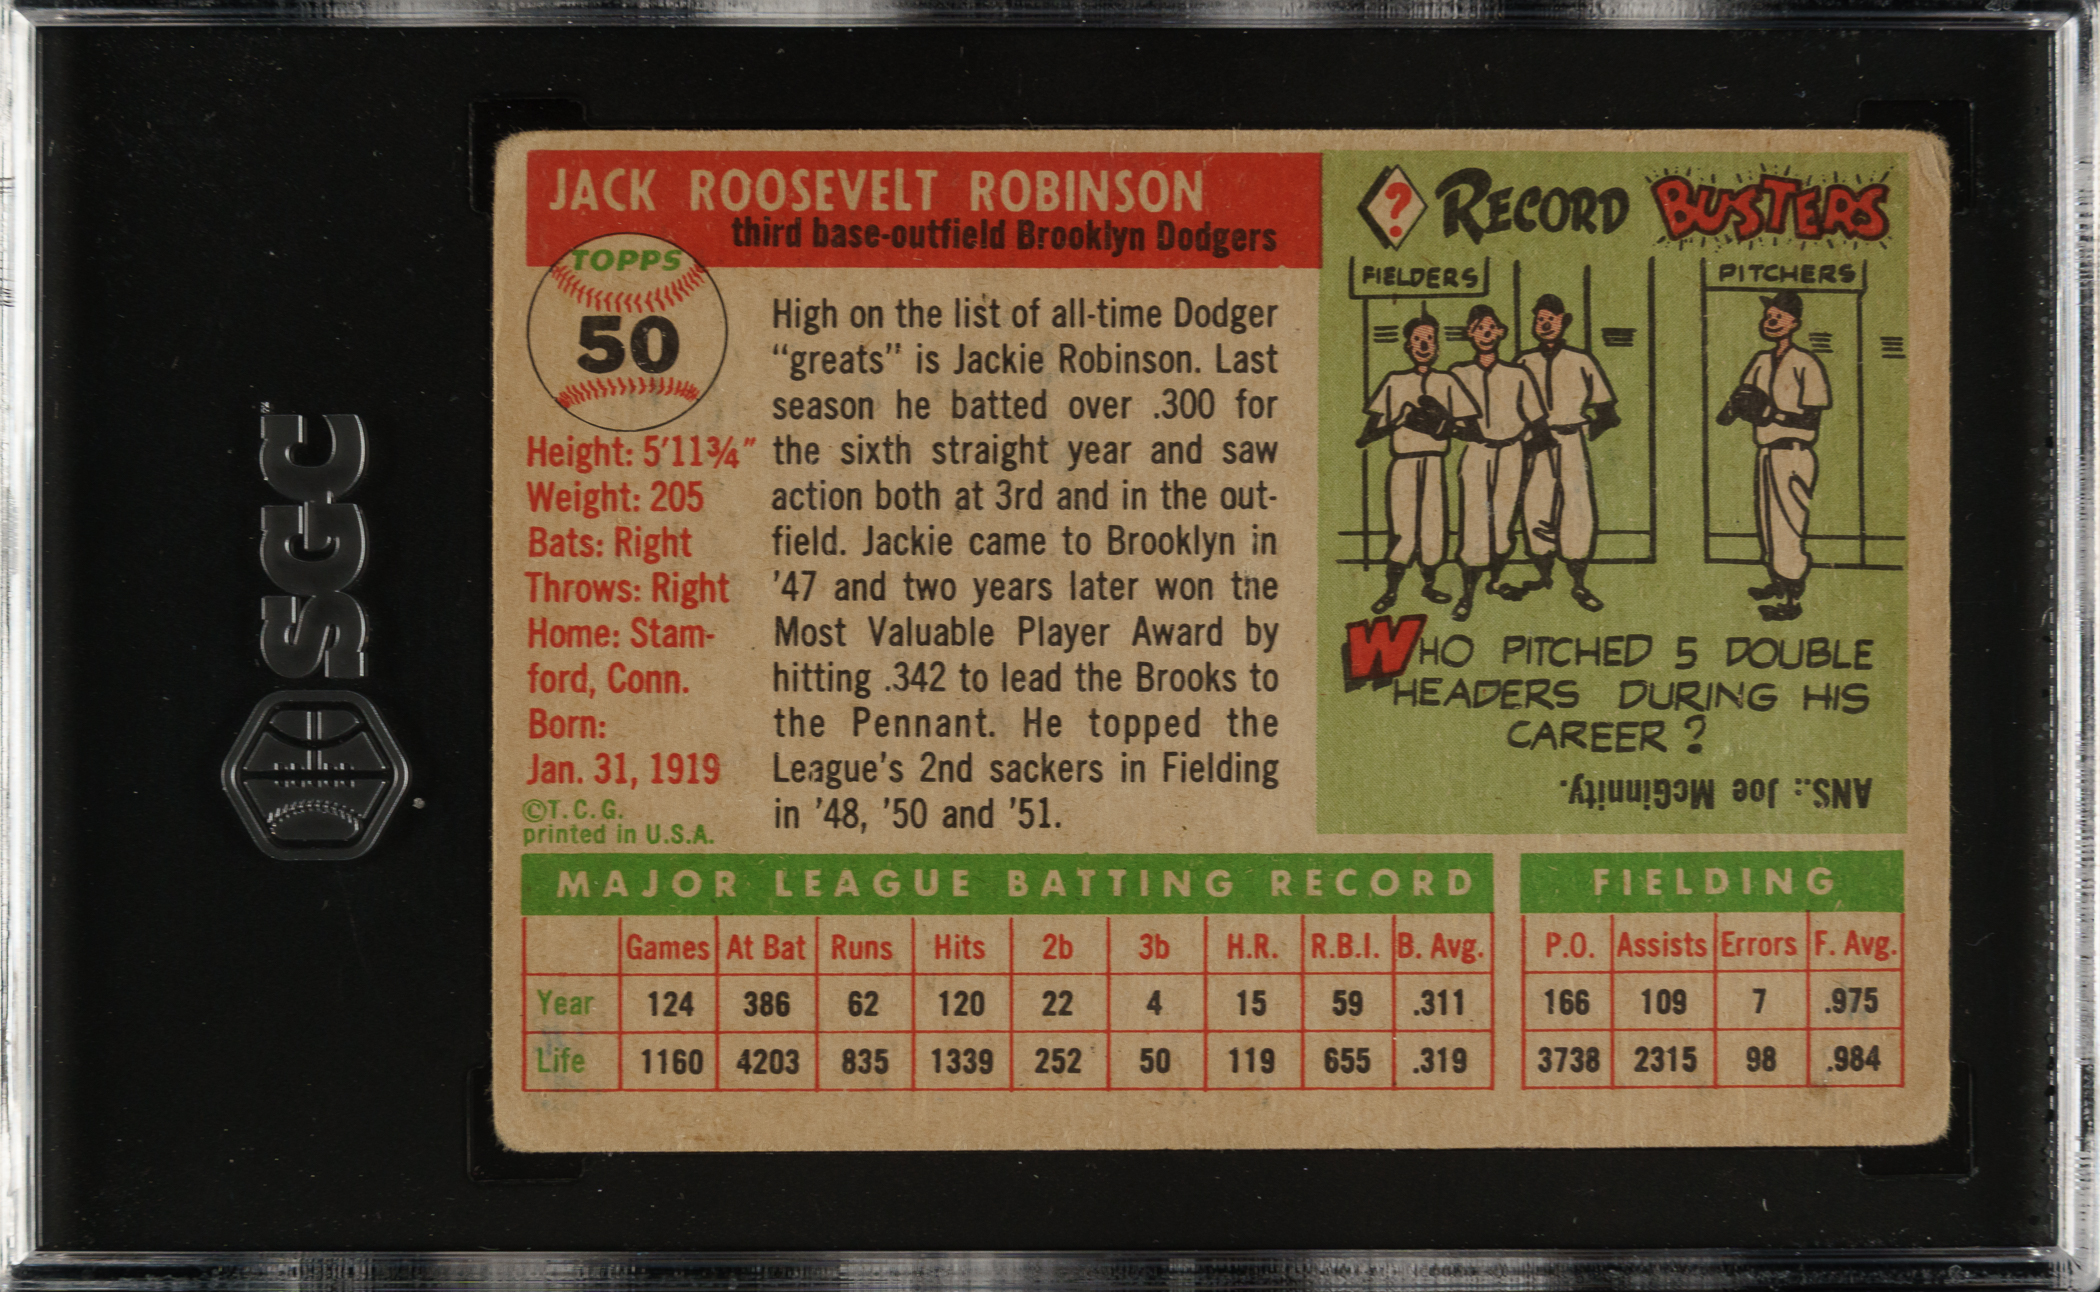 JACK ROOSEVELT ROBINSON
third base-outfield Brooklyn Dodgers
TOPPS
50
Height: 5'11¾"
Weight: 205
Bats: Right
Throws: Right
Home: Stam-
ford, Conn.
Born:
Jan. 31, 1919
©T.C.G.
printed in U.S.A.
High on the list of all-time Dodger
“greats” is Jackie Robinson. Last
season he batted over .300 for
the sixth straight year and saw
action both at 3rd and in the out-
field. Jackie came to Brooklyn in
'47 and two years later won the
Most Valuable Player Award by
hitting .342 to lead the Brooks to
the Pennant. He topped the
League's 2nd sackers in Fielding
in '48, '50 and '51.
? RECORD BUSTERS
FIELDERS
PITCHERS
WHO PITCHED 5 DOUBLE
HEADERS DURING HIS
CAREER?
ANS.: Joe McGinnity.
MAJOR LEAGUE BATTING RECORD
Games At Bat Runs Hits 2b 3b H.R. R.B.I. B. Avg.
Year 124 386 62 120 22 4 15 59 .311
Life 1160 4203 835 1339 252 50 119 655 .319
FIELDING
P.O. Assists Errors F. Avg.
166 109 7 .975
3738 2315 98 .984
SGC